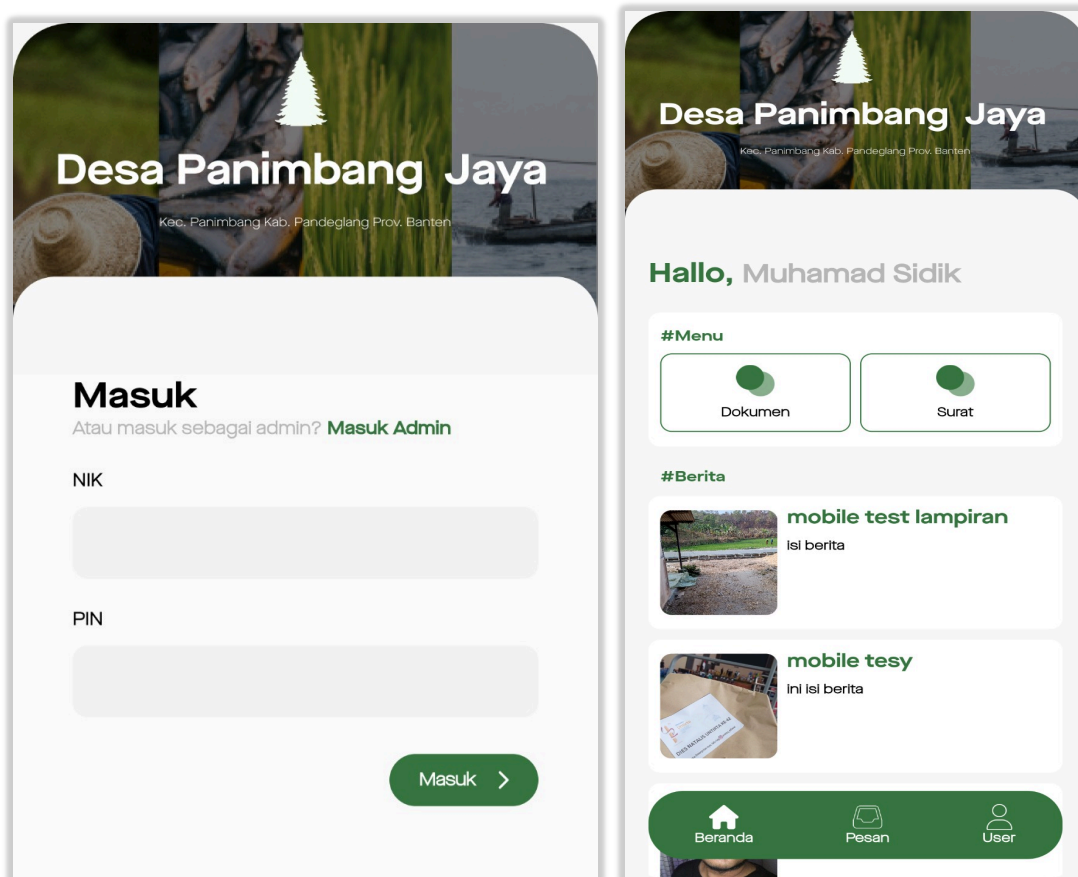 Desa Panimbang Jaya
Kec. Panimbang Kab. Pandeglang Prov. Banten
Masuk
Atau masuk sebagai admin? Masuk Admin
NIK
PIN
Masuk
Desa Panimbang Jaya
Kec. Panimbang Kab. Pandeglang Prov. Banten
Hallo, Muhamad Sidik
#Menu
Dokumen
Surat
#Berita
mobile test lampiran
isi berita
mobile tesy
ini isi berita
Beranda
Pesan
User